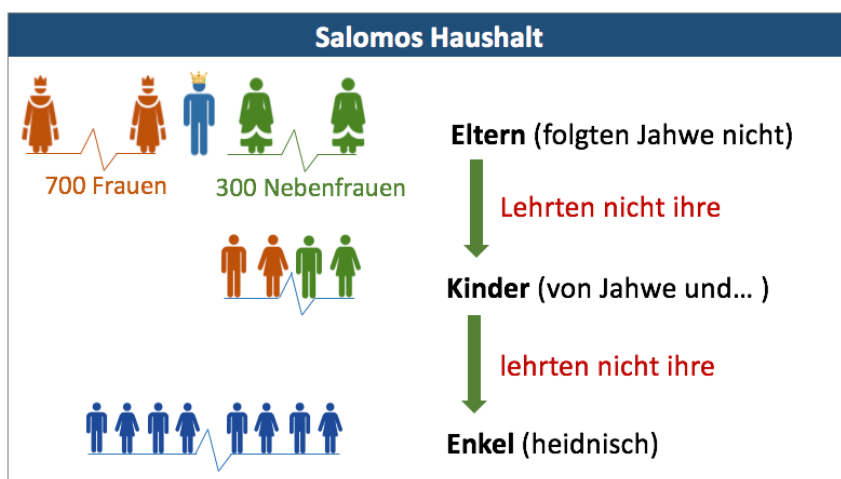 Salomos Haushalt
Eltern (folgten Jahwe nicht)
700 Frauen
300 Nebenfrauen
Lehrten nicht ihre
Kinder (von Jahwe und... )
lehrten nicht ihre
Enkel (heidnisch)